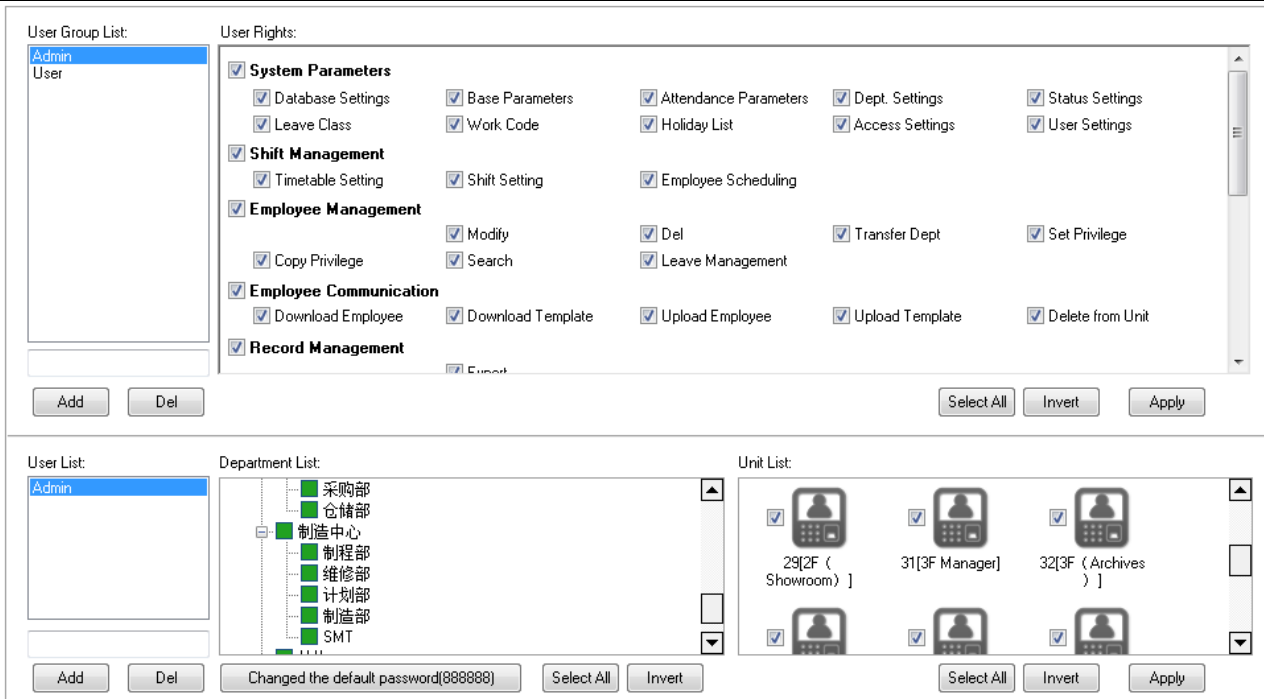 User Group List: User Rights:
Admin
User
System Parameters
Database Settings Base Parameters Attendance Parameters Dept. Settings Status Settings
Leave Class Work Code Holiday List Access Settings User Settings
Shift Management
Timetable Setting Shift Setting Employee Scheduling
Employee Management
Modify Del Transfer Dept Set Privilege
Copy Privilege Search Leave Management
Employee Communication
Download Employee Download Template Upload Employee Upload Template Delete from Unit
Record Management
Export
Add Del Select All Invert Apply
User List: Department List: Unit List:
Admin
采购部
仓储部
制造中心
制程部
维修部
计划部
制造部
SMT
29[2F (
Showroom) ]
31[3F Manager]
32[3F (Archives
) ]
Add Del Changed the default password(888888) Select All Invert Select All Invert Apply